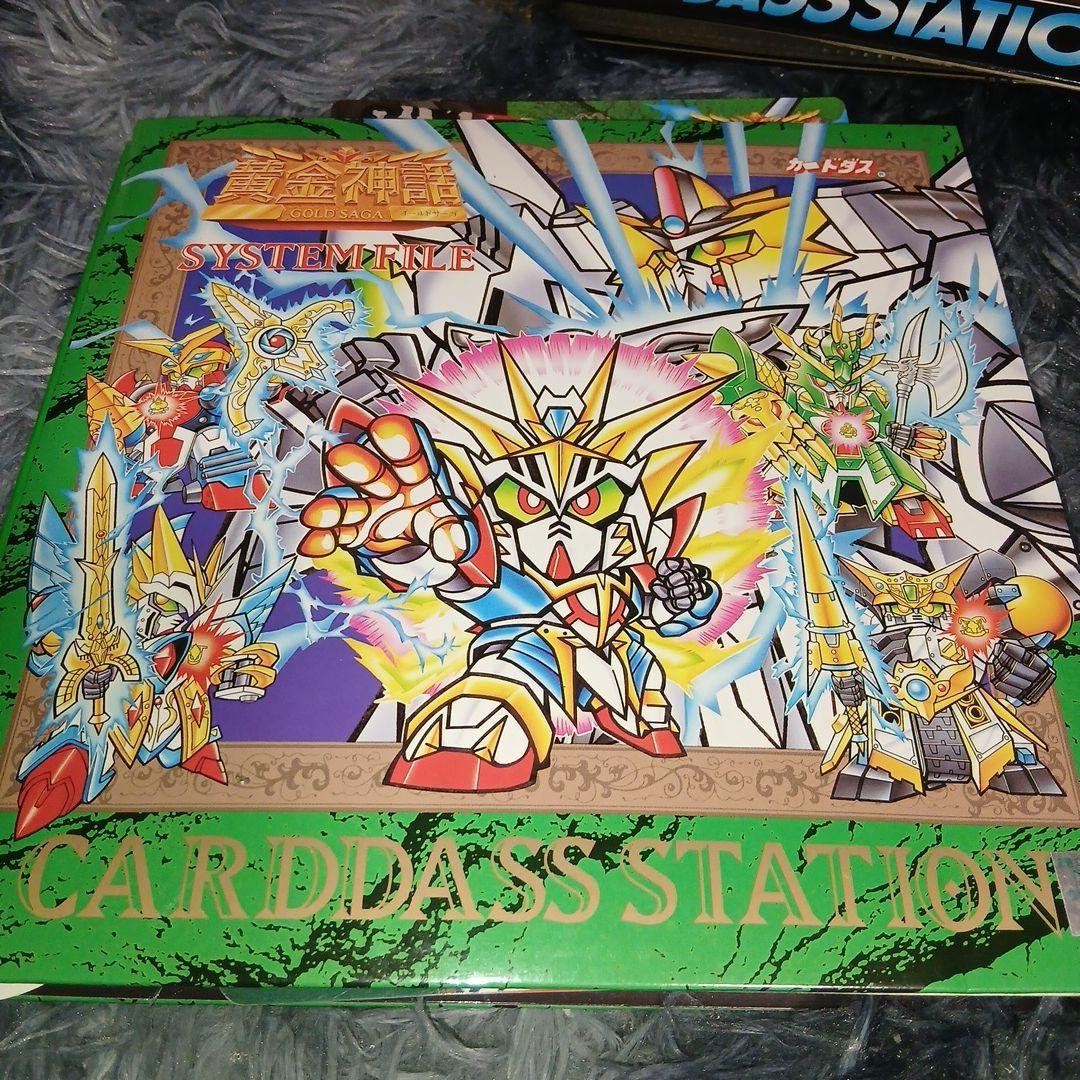 DASS STATIO
黄金神話
GOLD SAGA
ゴールドサーガ
カードダス®
SYSTEM FILE
CARDDASS STATION